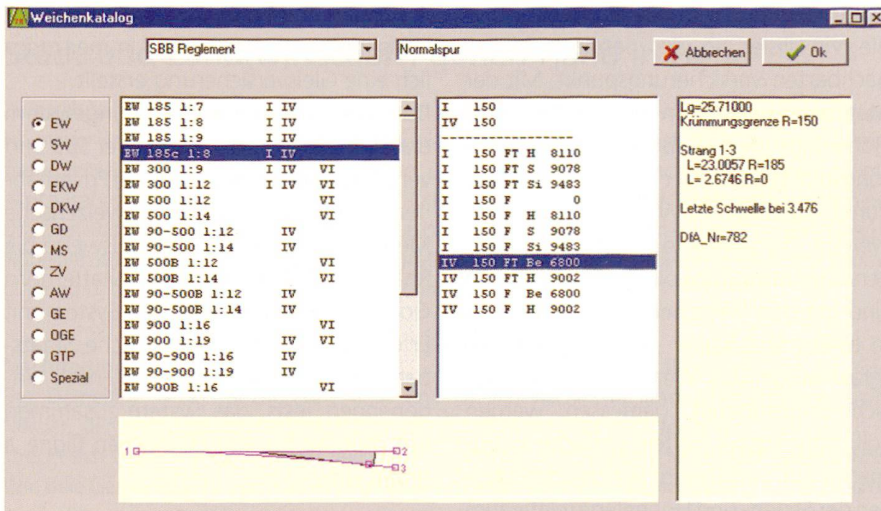 Weichenkatalog
SBB Reglement
Normalspur
Abbrechen
Ok
EW
SW
DW
EKW
DKW
GD
MS
ZV
AW
GE
OGE
GTP
Spezial
EW 185 1:7 I IV
EW 185 1:8 I IV
EW 185 1:9 I IV
EW 185c 1:8 I IV
EW 300 1:9 I IV VI
EW 300 1:12 I IV VI
EW 500 1:12 VI
EW 500 1:14 VI
EW 90-500 1:12 IV
EW 90-500 1:14 IV
EW 500B 1:12 VI
EW 500B 1:14 VI
EW 90-500B 1:12 IV
EW 90-500B 1:14 IV
EW 900 1:16 VI
EW 900 1:19 IV VI
EW 90-900 1:16 IV
EW 90-900 1:19 IV
EW 900B 1:16 VI
I 150
IV 150
------------------
I 150 FT H 8110
I 150 FT S 9078
I 150 FT Si 9483
I 150 F 0
I 150 F H 8110
I 150 F S 9078
I 150 F Si 9483
IV 150 FT Be 6800
IV 150 FT H 9002
IV 150 F Be 6800
IV 150 F H 9002
Lg=25.71000
Krümmungsgrenze R=150
Strang 1-3
L=23.0057 R=185
L= 2.6746 R=0
Letzte Schwelle bei 3.476
DfA_Nr=782
1
2
3